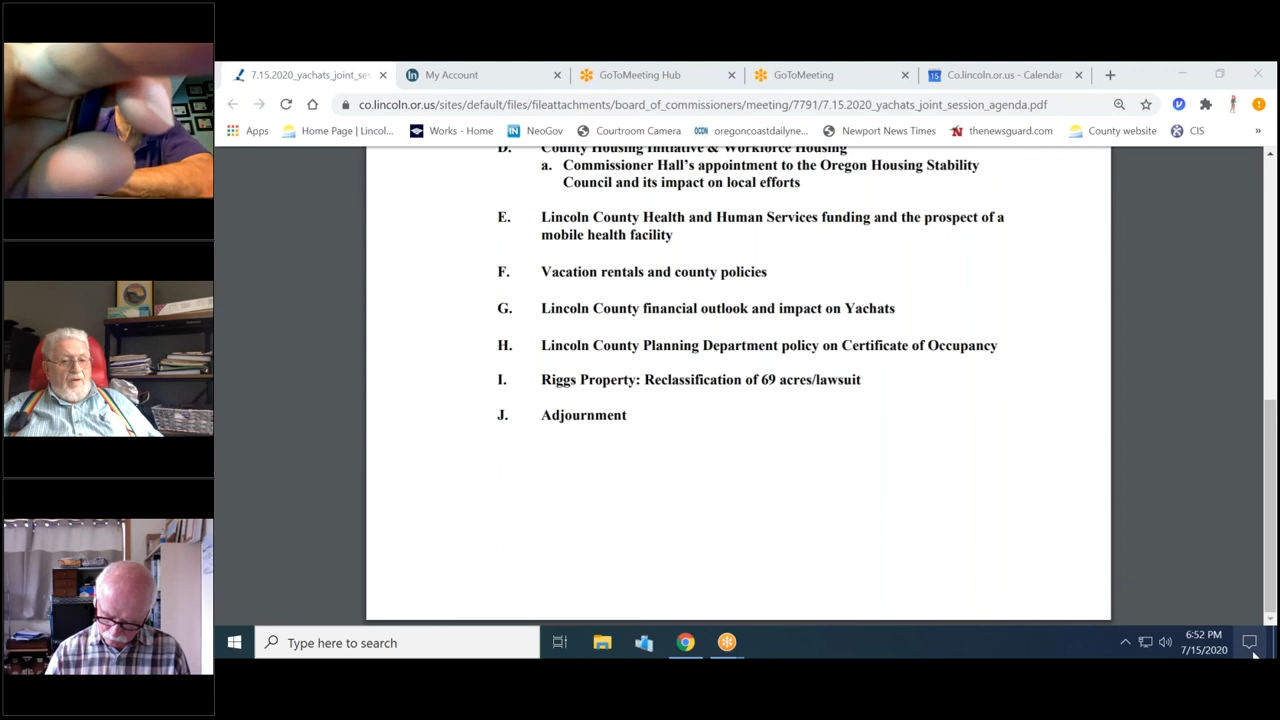 7.15.2020_yachats_joint_ses
My Account
GoToMeeting Hub
GoToMeeting
Co.lincoln.or.us - Calendar
co.lincoln.or.us/sites/default/files/fileattachments/board_of_commissioners/meeting/7791/7.15.2020_yachats_joint_session_agenda.pdf
Apps
Home Page | Lincol...
Works - Home
NeoGov
Courtroom Camera
oregoncoastdailyne...
Newport News Times
thenewsguard.com
County website
CIS
»
D. County Housing Initiative & Workforce Housing
a. Commissioner Hall's appointment to the Oregon Housing Stability
Council and its impact on local efforts
E. Lincoln County Health and Human Services funding and the prospect of a
mobile health facility
F. Vacation rentals and county policies
G. Lincoln County financial outlook and impact on Yachats
H. Lincoln County Planning Department policy on Certificate of Occupancy
I. Riggs Property: Reclassification of 69 acres/lawsuit
J. Adjournment
Type here to search
6:52 PM
7/15/2020